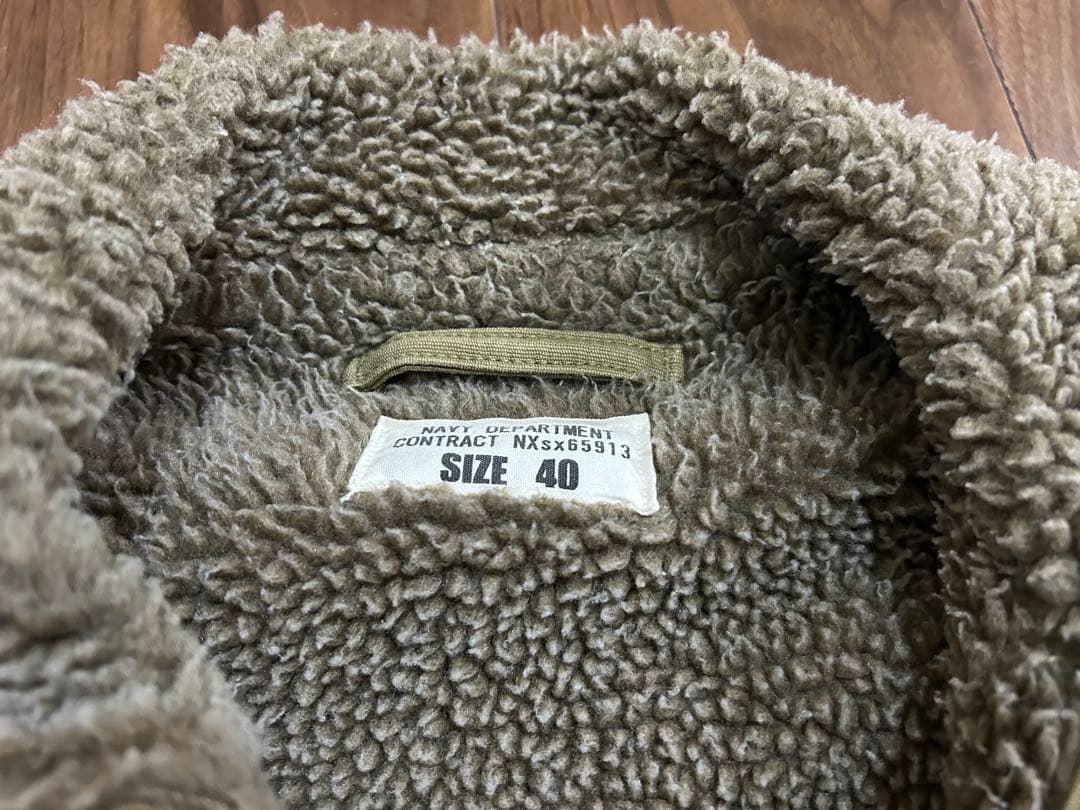 NAVY DEPARTMENT
CONTRACT NXsx65913
SIZE 40